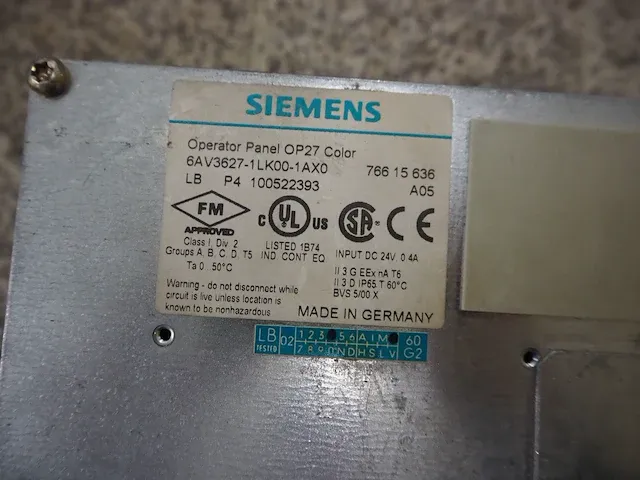 SIEMENS
Operator Panel OP27 Color
6AV3627-1LK00-1AX0 766 15 636
LB P4 100522393 A05
FM
APPROVED
c UL us
SA CE
Class I, Div. 2
Groups A, B, C, D, T5
Ta 0...50°C
LISTED 1B74
IND. CONT. EQ.
INPUT DC 24V, 0.4A
II 3 G EEx nA T6
II 3 D IP65 T 60°C
BVS 5/00 X
Warning - do not disconnect while
circuit is live unless location is
known to be nonhazardous
MADE IN GERMANY
LB 02 1 2 3 5 6 A I M 60
TESTED 7 8 9 0 N D H S L V G2